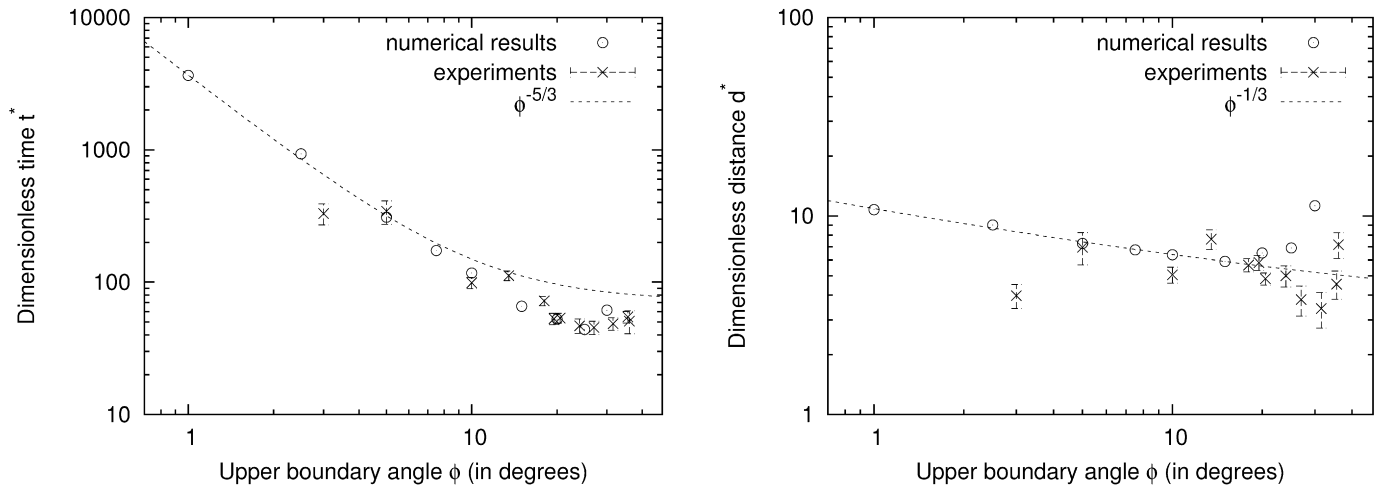 10000
1000
100
10
1
10
Dimensionless time t*
Upper boundary angle ϕ (in degrees)
numerical results
experiments
ϕ-5/3
100
10
1
1
10
Diensionless distance d*
Upper boundary angle ϕ (in degrees)
numerical results
experiments
ϕ-1/3